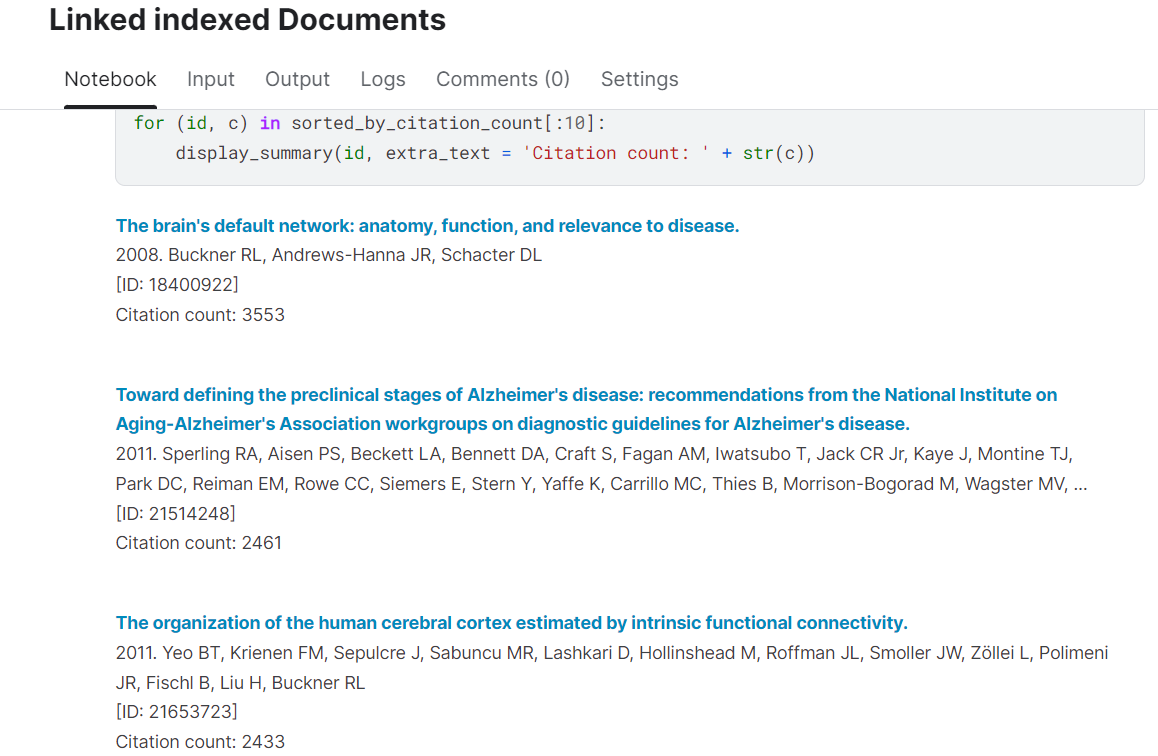 Linked indexed Documents
Notebook Input Output Logs Comments (0) Settings
for (id, c) in sorted_by_citation_count[:10]:
    display_summary(id, extra_text = 'Citation count: ' + str(c))
The brain's default network: anatomy, function, and relevance to disease.
2008. Buckner RL, Andrews-Hanna JR, Schacter DL
[ID: 18400922]
Citation count: 3553
Toward defining the preclinical stages of Alzheimer's disease: recommendations from the National Institute on
Aging-Alzheimer's Association workgroups on diagnostic guidelines for Alzheimer's disease.
2011. Sperling RA, Aisen PS, Beckett LA, Bennett DA, Craft S, Fagan AM, Iwatsubo T, Jack CR Jr, Kaye J, Montine TJ,
Park DC, Reiman EM, Rowe CC, Siemers E, Stern Y, Yaffe K, Carrillo MC, Thies B, Morrison-Bogorad M, Wagster MV, ...
[ID: 21514248]
Citation count: 2461
The organization of the human cerebral cortex estimated by intrinsic functional connectivity.
2011. Yeo BT, Krienen FM, Sepulcre J, Sabuncu MR, Lashkari D, Hollinshead M, Roffman JL, Smoller JW, Zöllei L, Polimeni
JR, Fischl B, Liu H, Buckner RL
[ID: 21653723]
Citation count: 2433